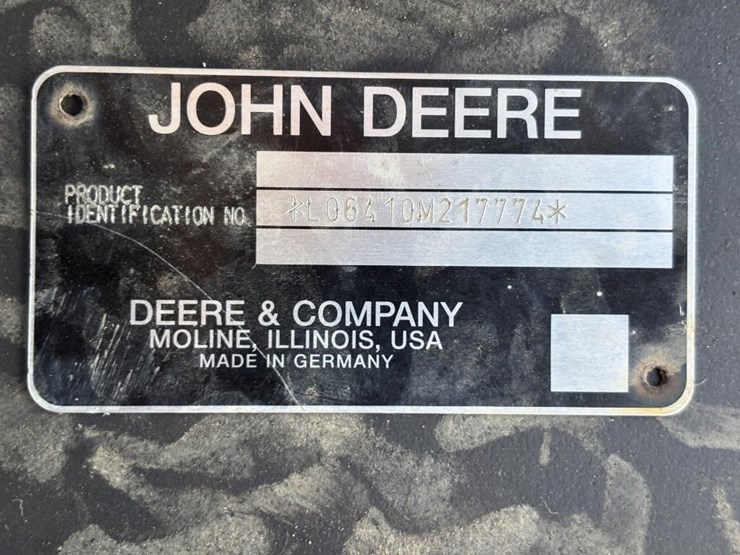 JOHN DEERE
PRODUCT
IDENTIFICATION NO. *L06410M217774*
DEERE & COMPANY
MOLINE, ILLINOIS, USA
MADE IN GERMANY